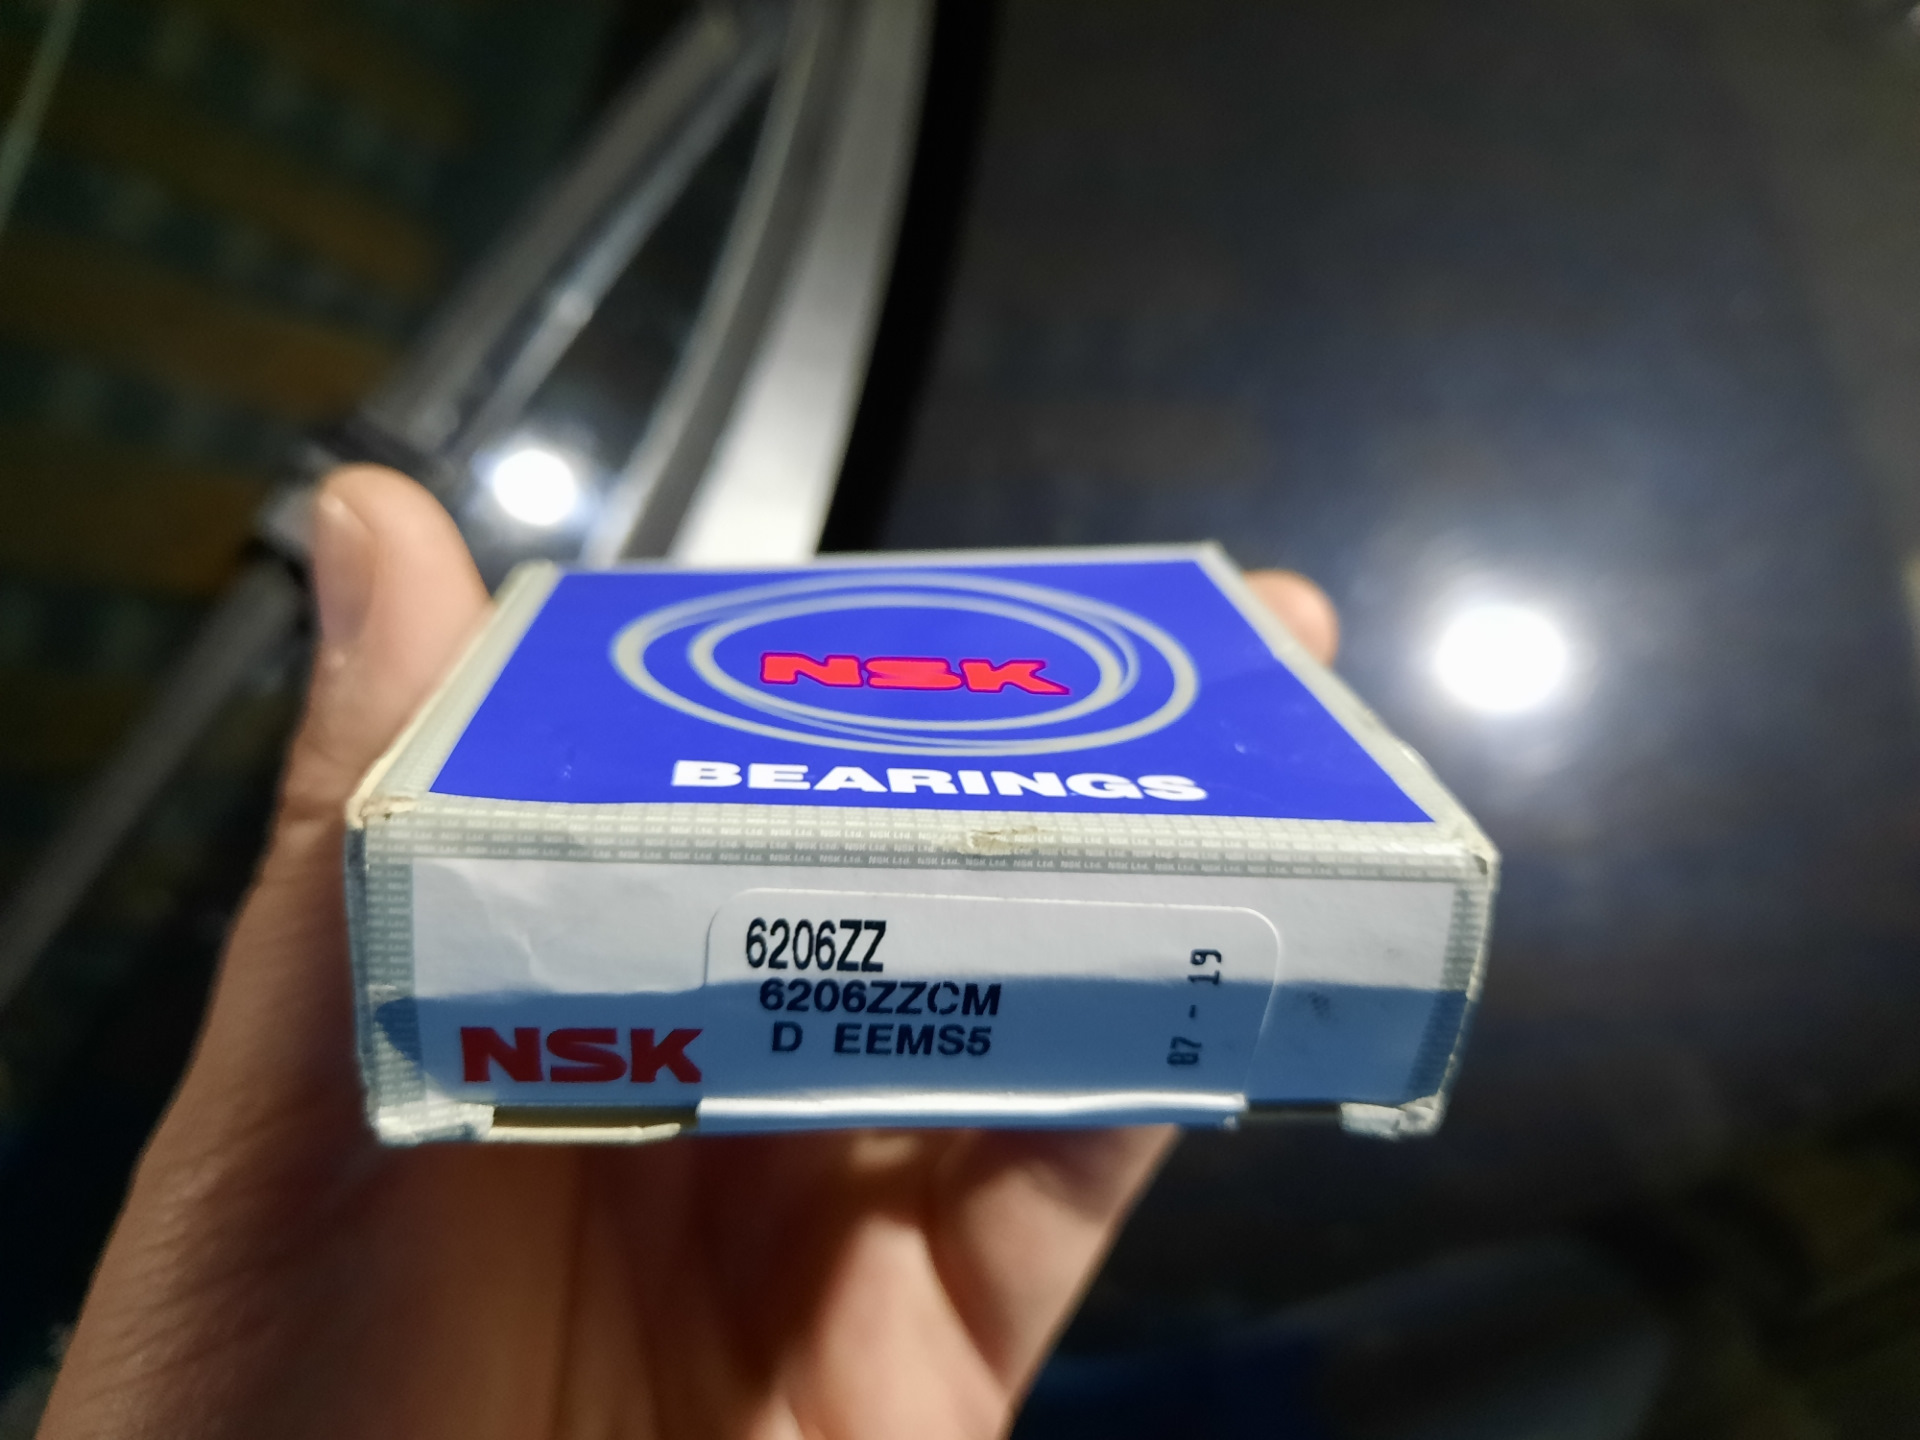 NSK
BEARINGS
6206ZZ
6206ZZCM
D EEMS5
NSK
07 - 19